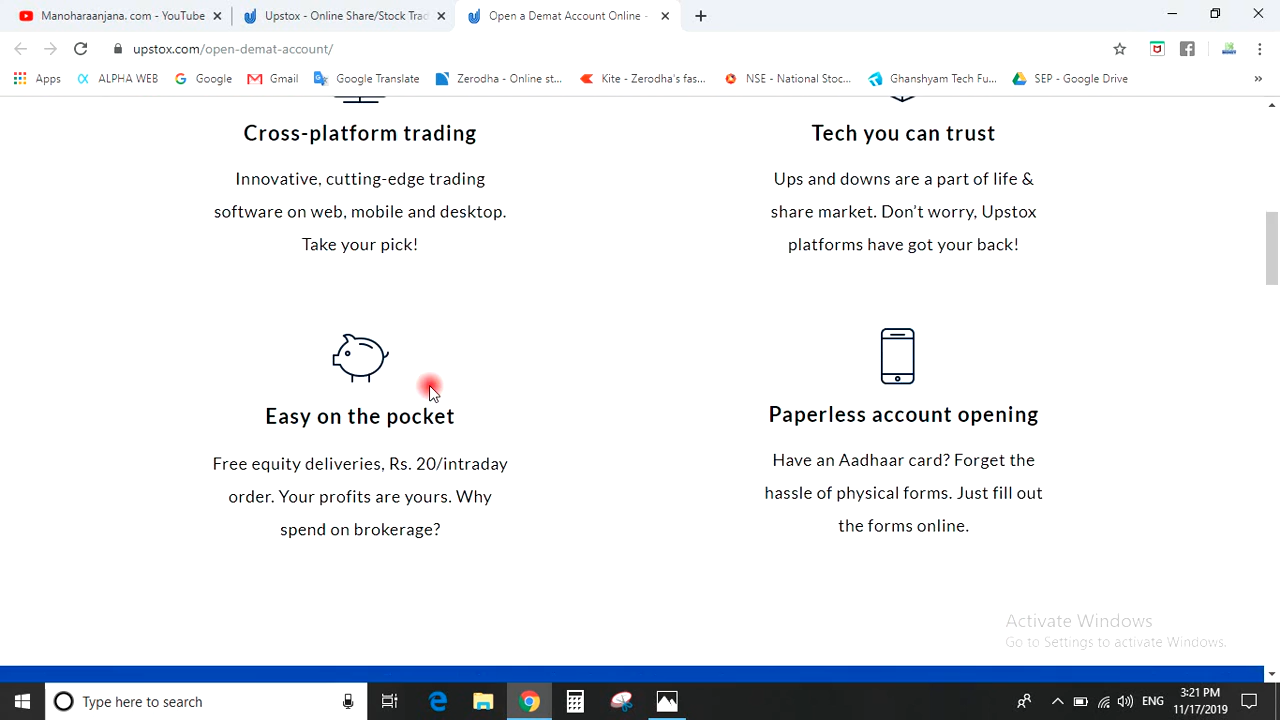 Manoharaanjana. com - YouTube
Upstox - Online Share/Stock Trad
Open a Demat Account Online -
upstox.com/open-demat-account/
Apps
ALPHA WEB
Google
Gmail
Google Translate
Zerodha - Online st...
Kite - Zerodha's fas...
NSE - National Stoc...
Ghanshyam Tech Fu...
SEP - Google Drive
»
Cross-platform trading
Innovative, cutting-edge trading
software on web, mobile and desktop.
Take your pick!
Tech you can trust
Ups and downs are a part of life &
share market. Don’t worry, Upstox
platforms have got your back!
Easy on the pocket
Free equity deliveries, Rs. 20/intraday
order. Your profits are yours. Why
spend on brokerage?
Paperless account opening
Have an Aadhaar card? Forget the
hassle of physical forms. Just fill out
the forms online.
Activate Windows
Go to Settings to activate Windows.
Type here to search
ENG
3:21 PM
11/17/2019